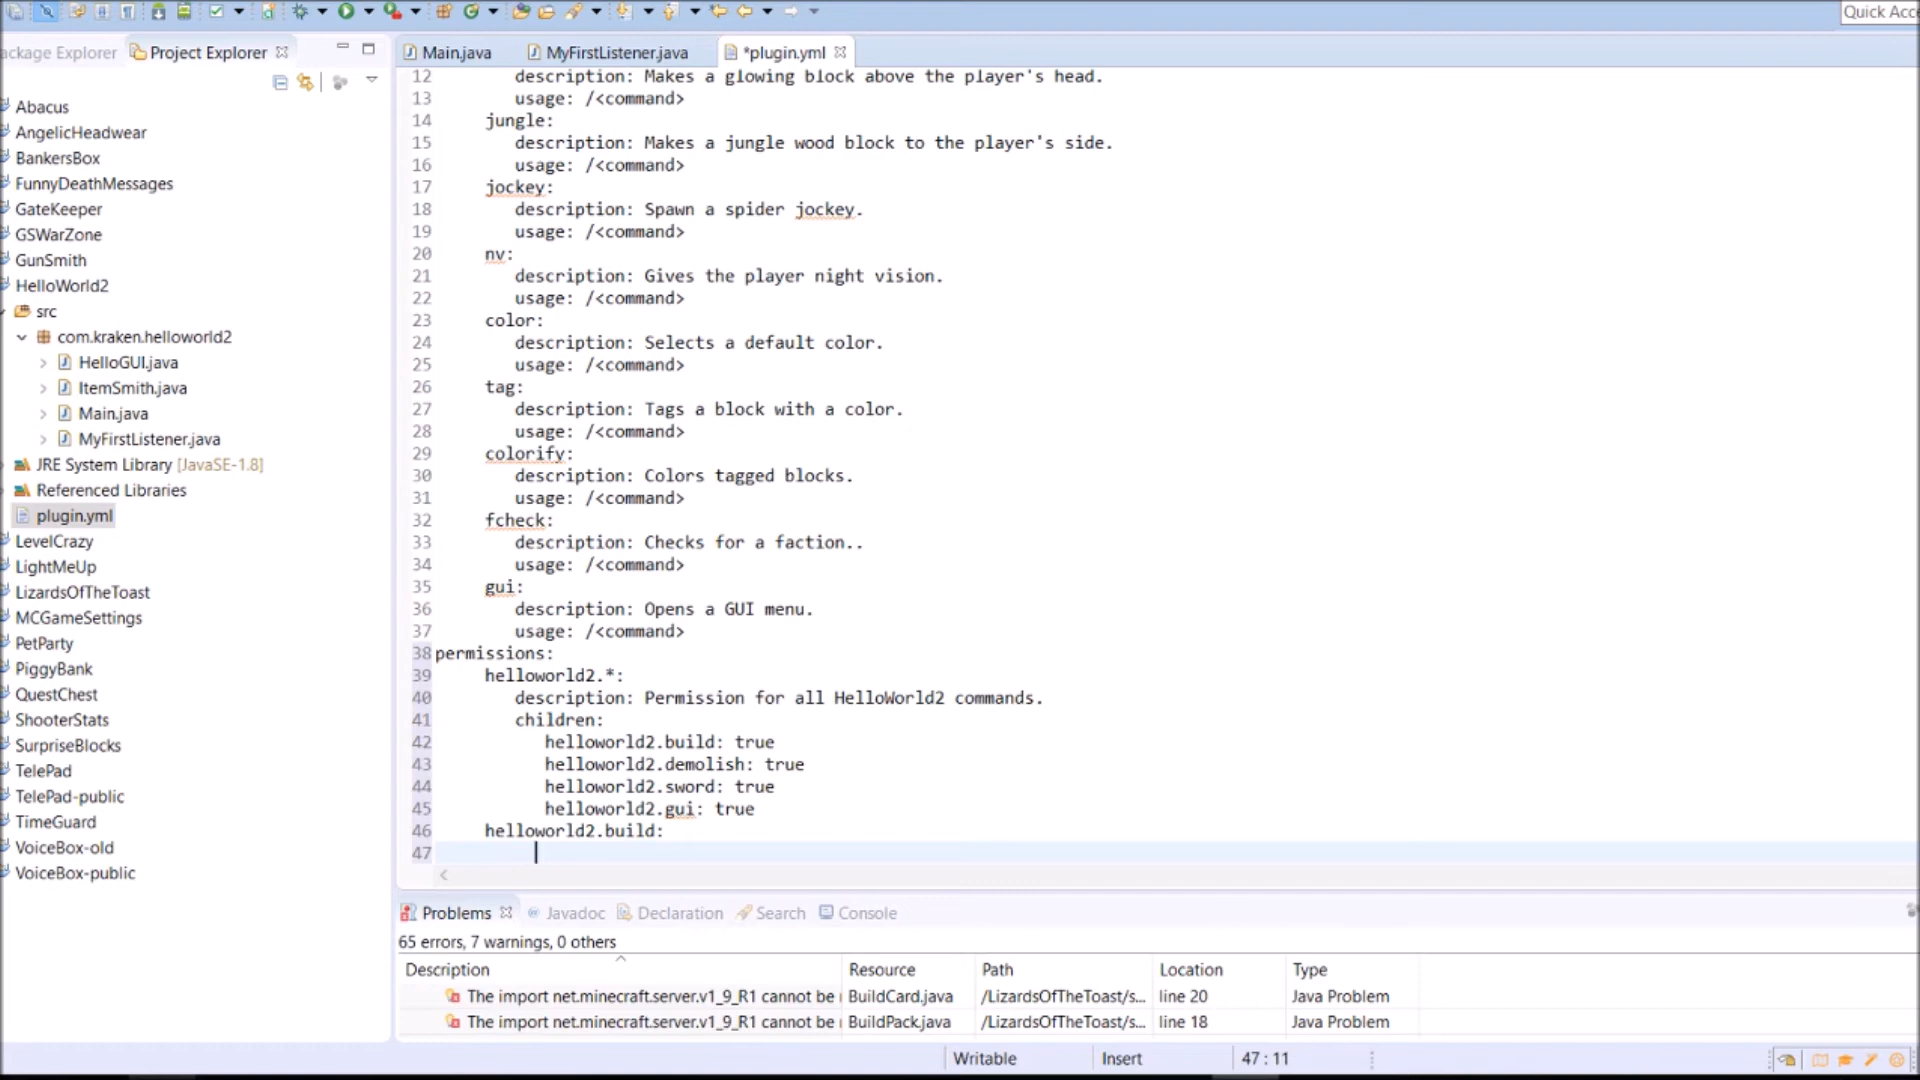 Quick Acc
ackage Explorer
Project Explorer
Abacus
AngelicHeadwear
BankersBox
FunnyDeathMessages
GateKeeper
GSWarZone
GunSmith
HelloWorld2
src
com.kraken.helloworld2
HelloGUI.java
ItemSmith.java
Main.java
MyFirstListener.java
JRE System Library [JavaSE-1.8]
Referenced Libraries
plugin.yml
LevelCrazy
LightMeUp
LizardsOfTheToast
MCGameSettings
PetParty
PiggyBank
QuestChest
ShooterStats
SurpriseBlocks
TelePad
TelePad-public
TimeGuard
VoiceBox-old
VoiceBox-public
Main.java
MyFirstListener.java
*plugin.yml
12 description: Makes a glowing block above the player's head.
13 usage: /<command>
14 jungle:
15 description: Makes a jungle wood block to the player's side.
16 usage: /<command>
17 jockey:
18 description: Spawn a spider jockey.
19 usage: /<command>
20 nv:
21 description: Gives the player night vision.
22 usage: /<command>
23 color:
24 description: Selects a default color.
25 usage: /<command>
26 tag:
27 description: Tags a block with a color.
28 usage: /<command>
29 colorify:
30 description: Colors tagged blocks.
31 usage: /<command>
32 fcheck:
33 description: Checks for a faction..
34 usage: /<command>
35 gui:
36 description: Opens a GUI menu.
37 usage: /<command>
38 permissions:
39 helloworld2.*:
40 description: Permission for all HelloWorld2 commands.
41 children:
42 helloworld2.build: true
43 helloworld2.demolish: true
44 helloworld2.sword: true
45 helloworld2.gui: true
46 helloworld2.build:
47
Problems Javadoc Declaration Search Console
65 errors, 7 warnings, 0 others
Description Resource Path Location Type
The import net.minecraft.server.v1_9_R1 cannot be BuildCard.java /LizardsOfTheToast/s... line 20 Java Problem
The import net.minecraft.server.v1_9_R1 cannot be BuildPack.java /LizardsOfTheToast/s... line 18 Java Problem
Writable Insert 47 : 11